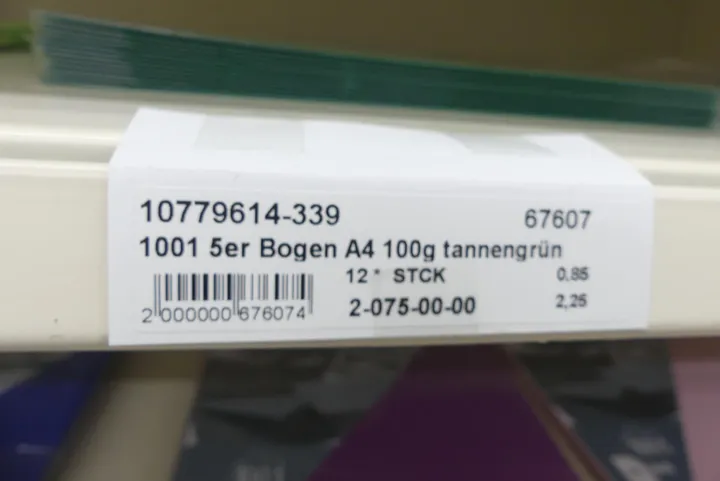 10779614-339 67607
1001 5er Bogen A4 100g tannengrün
12 * STCK 0.85
2-075-00-00 2,25
2 000000 676074